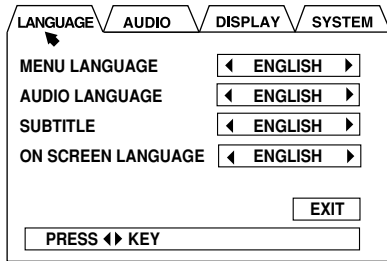 LANGUAGE AUDIO DISPLAY SYSTEM
MENU LANGUAGE ENGLISH
AUDIO LANGUAGE ENGLISH
SUBTITLE ENGLISH
ON SCREEN LANGUAGE ENGLISH
EXIT
PRESS KEY